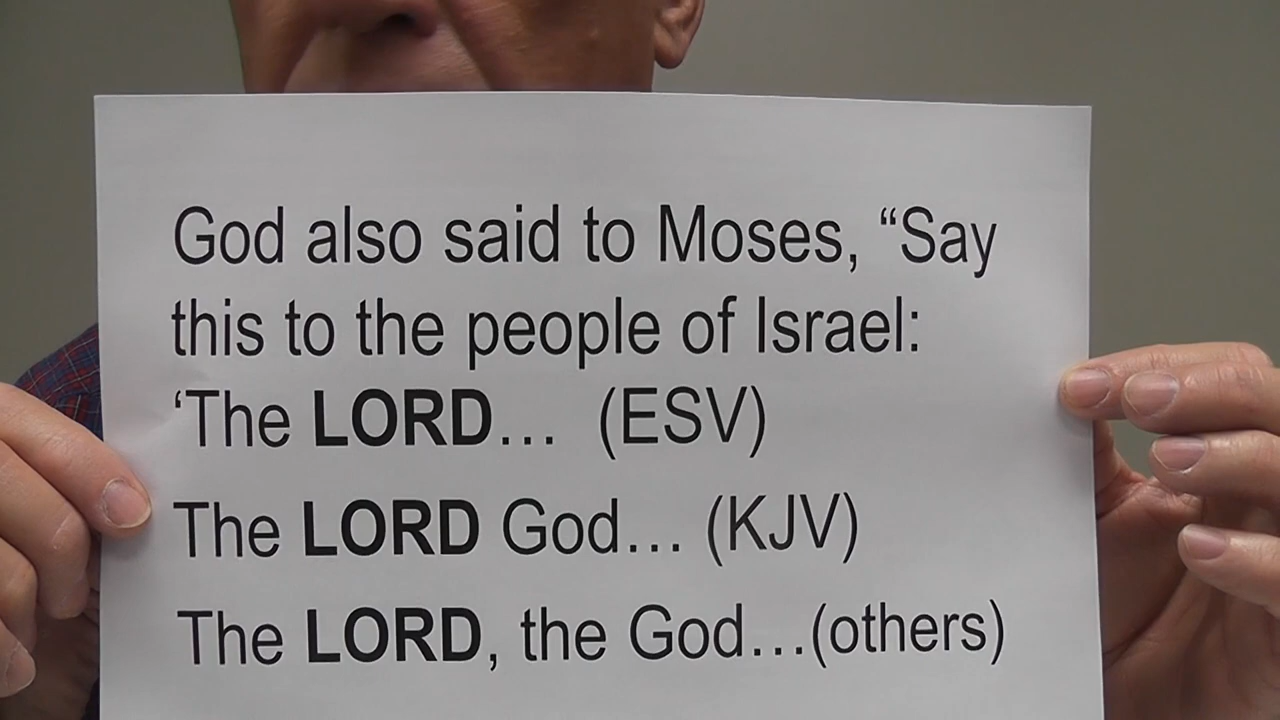 God also said to Moses, “Say
this to the people of Israel:
‘The LORD… (ESV)
The LORD God… (KJV)
The LORD, the God…(others)